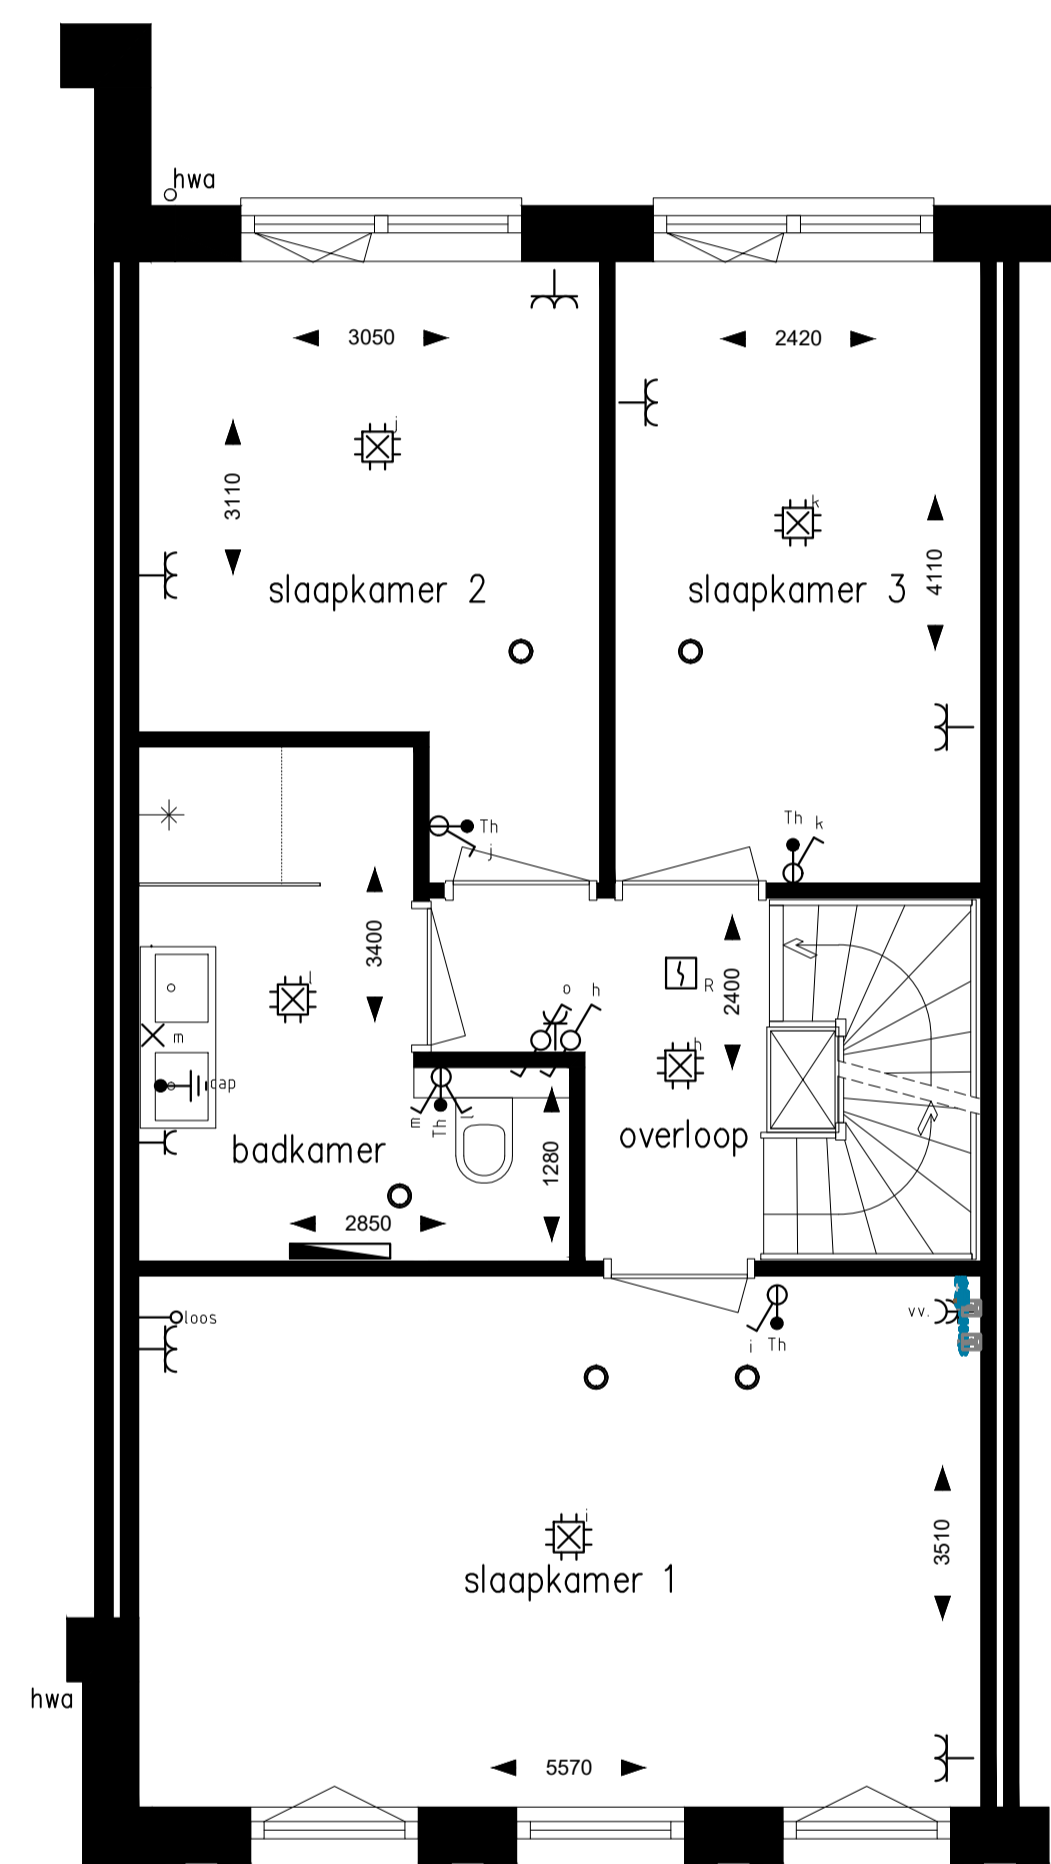 hwa
3050
2420
j
3110
k
4110
slaapkamer 2
slaapkamer 3
Th
j
Th
k
3400
l
o
h
R
2400
h
m
cap
m
Th
l
badkamer
1280
overloop
2850
loos
vv.
i
Th
i
3510
slaapkamer 1
hwa
5570